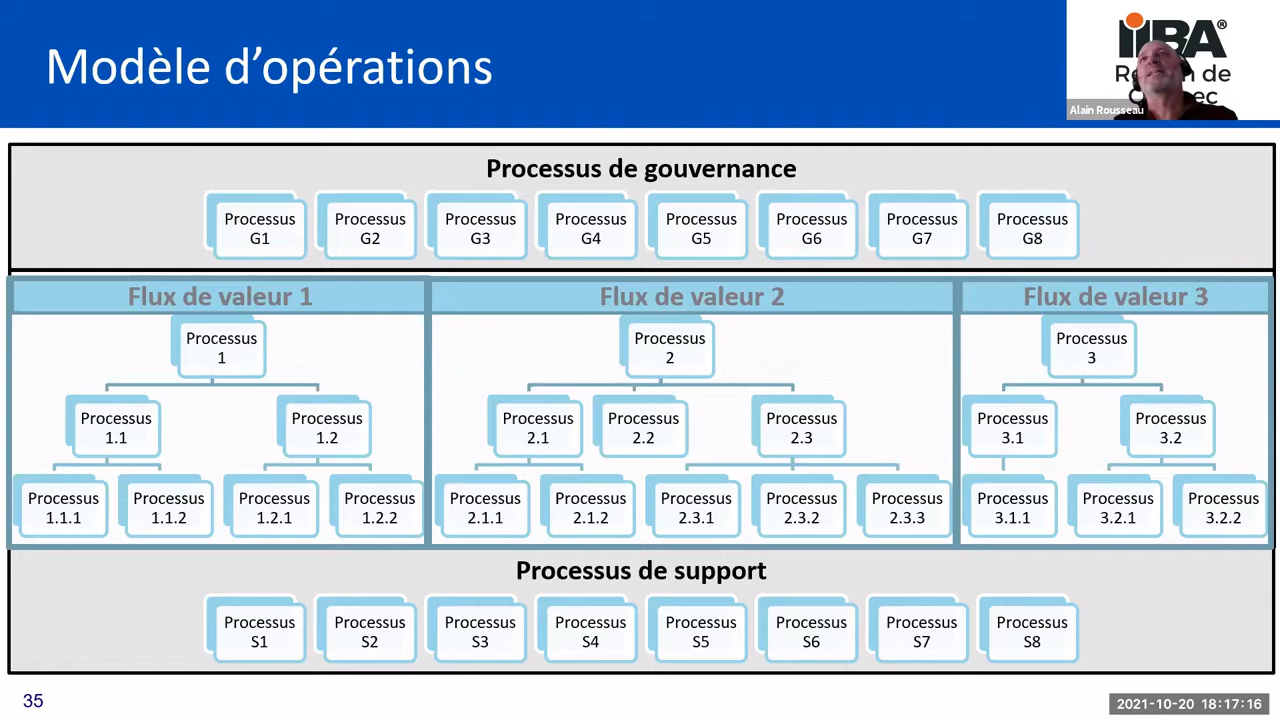 Modèle d’opérations
IIBA®
Alain Rousseau
Processus de gouvernance
Processus
G1
Processus
G2
Processus
G3
Processus
G4
Processus
G5
Processus
G6
Processus
G7
Processus
G8
Flux de valeur 1
Flux de valeur 2
Flux de valeur 3
Processus
1
Processus
2
Processus
3
Processus
1.1
Processus
1.2
Processus
2.1
Processus
2.2
Processus
2.3
Processus
3.1
Processus
3.2
Processus
1.1.1
Processus
1.1.2
Processus
1.2.1
Processus
1.2.2
Processus
2.1.1
Processus
2.1.2
Processus
2.3.1
Processus
2.3.2
Processus
2.3.3
Processus
3.1.1
Processus
3.2.1
Processus
3.2.2
Processus de support
Processus
S1
Processus
S2
Processus
S3
Processus
S4
Processus
S5
Processus
S6
Processus
S7
Processus
S8
35
2021-10-20 18:17:16